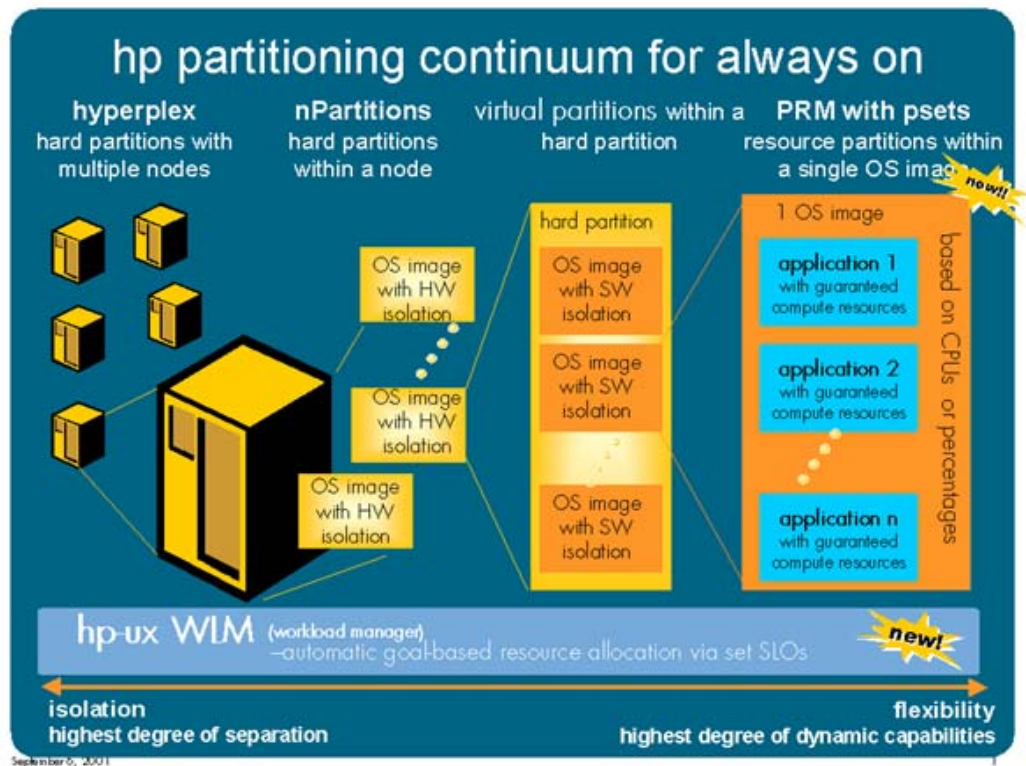 hp partitioning continuum for always on
hyperplex
hard partitions with
multiple nodes
nPartitions
hard partitions
within a node
virtual partitions within a
hard partition
PRM with psets
resource partitions within
a single OS image
new!!
OS image
with HW
isolation
OS image
with HW
isolation
OS image
with HW
isolation
hard partition
OS image
with SW
isolation
OS image
with SW
isolation
OS image
with SW
isolation
1 OS image
application 1
with guaranteed
compute resources
application 2
with guaranteed
compute resources
application n
with guaranteed
compute resources
based on CPUs or percentages
hp-ux WLM (workload manager)
–automatic goal-based resource allocation via set SLOs
new!
isolation
highest degree of separation
flexibility
highest degree of dynamic capabilities
September 6, 2001